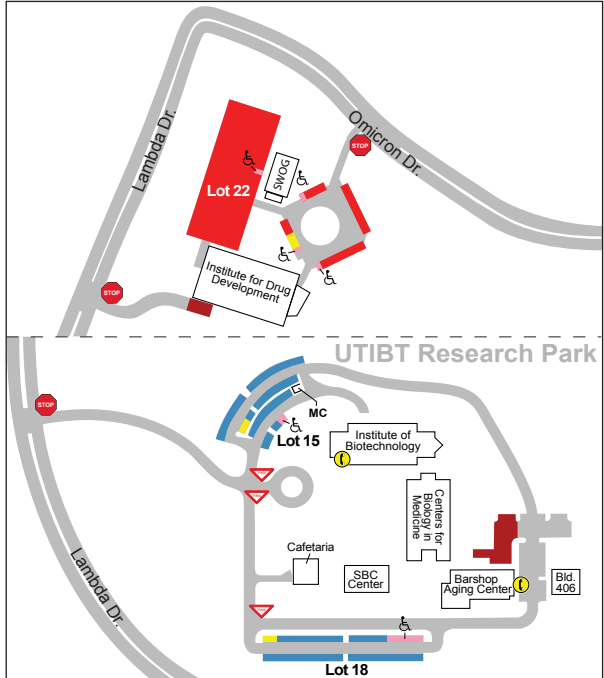 Lambda Dr.
Omicron Dr.
STOP
SWOG
Lot 22
Institute for Drug
Development
STOP
UTIBT Research Park
STOP
MC
Lot 15
Institute of
Biotechnology
Centers for
Biology in
Medicine
Cafetaria
SBC
Center
Barshop
Aging Center
Bld.
406
Lambda Dr.
Lot 18